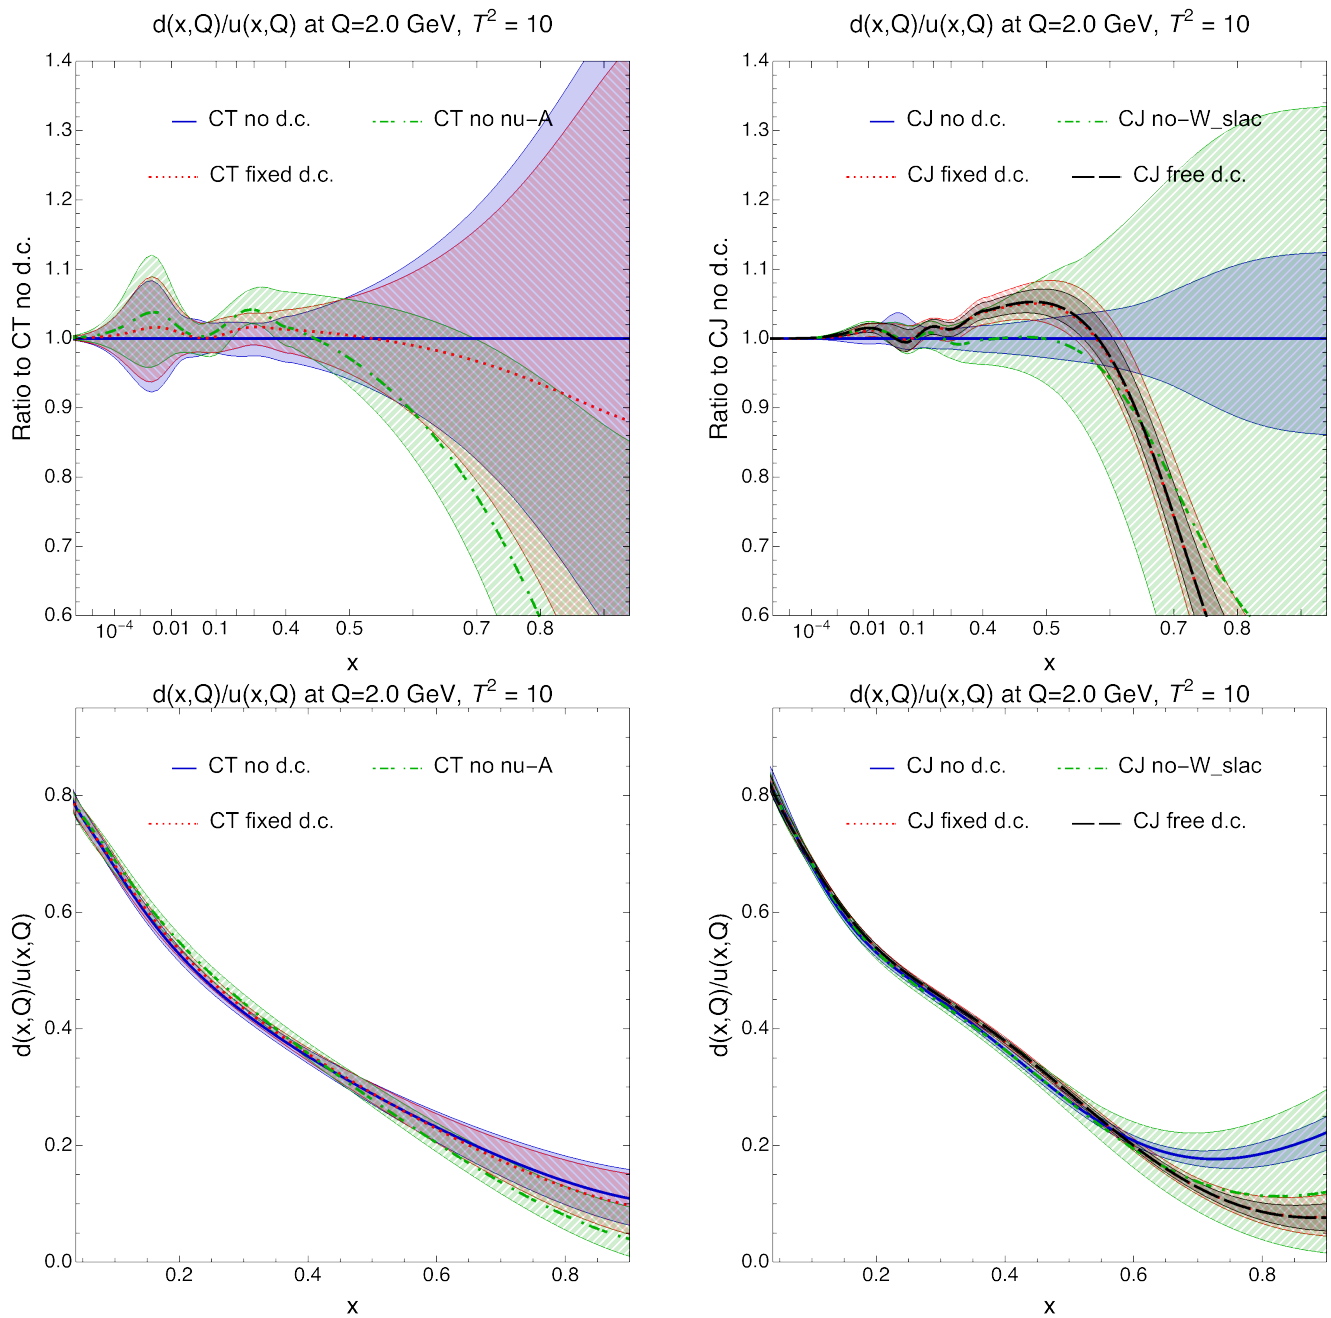 d(x,Q)/u(x,Q) at Q=2.0 GeV, T² = 10
Ratio to CT no d.c.
1.4
1.3
1.2
1.1
1.0
0.9
0.8
0.7
0.6
CT no d.c.
CT no nu-A
CT fixed d.c.
10⁻⁴ 0.01 0.1 0.4 0.5 0.7 0.8
x
d(x,Q)/u(x,Q) at Q=2.0 GeV, T² = 10
Ratio to CJ no d.c.
1.4
1.3
1.2
1.1
1.0
0.9
0.8
0.7
0.6
CJ no d.c.
CJ no-W_slac
CJ fixed d.c.
CJ free d.c.
10⁻⁴ 0.01 0.1 0.4 0.5 0.7 0.8
x
d(x,Q)/u(x,Q) at Q=2.0 GeV, T² = 10
d(x,Q)/u(x,Q)
0.8
0.6
0.4
0.2
0.0
CT no d.c.
CT no nu-A
CT fixed d.c.
0.2 0.4 0.6 0.8
x
d(x,Q)/u(x,Q) at Q=2.0 GeV, T² = 10
d(x,Q)/u(x,Q)
0.8
0.6
0.4
0.2
0.0
CJ no d.c.
CJ no-W_slac
CJ fixed d.c.
CJ free d.c.
0.2 0.4 0.6 0.8
x